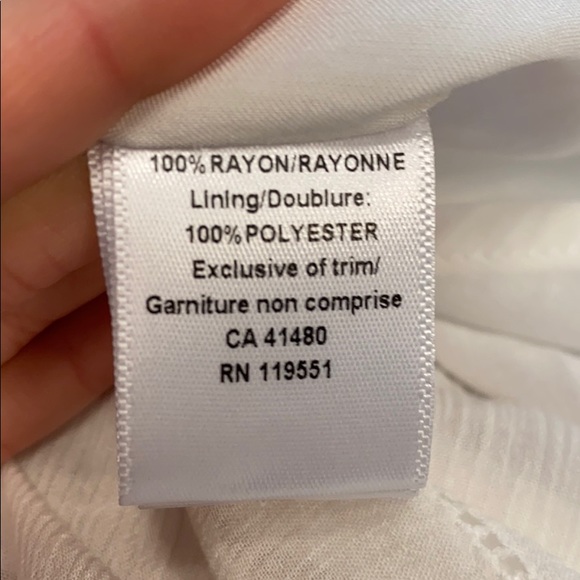 100% RAYON/RAYONNE
Lining/Doublure:
100% POLYESTER
Exclusive of trim/
Garniture non comprise
CA 41480
RN 119551